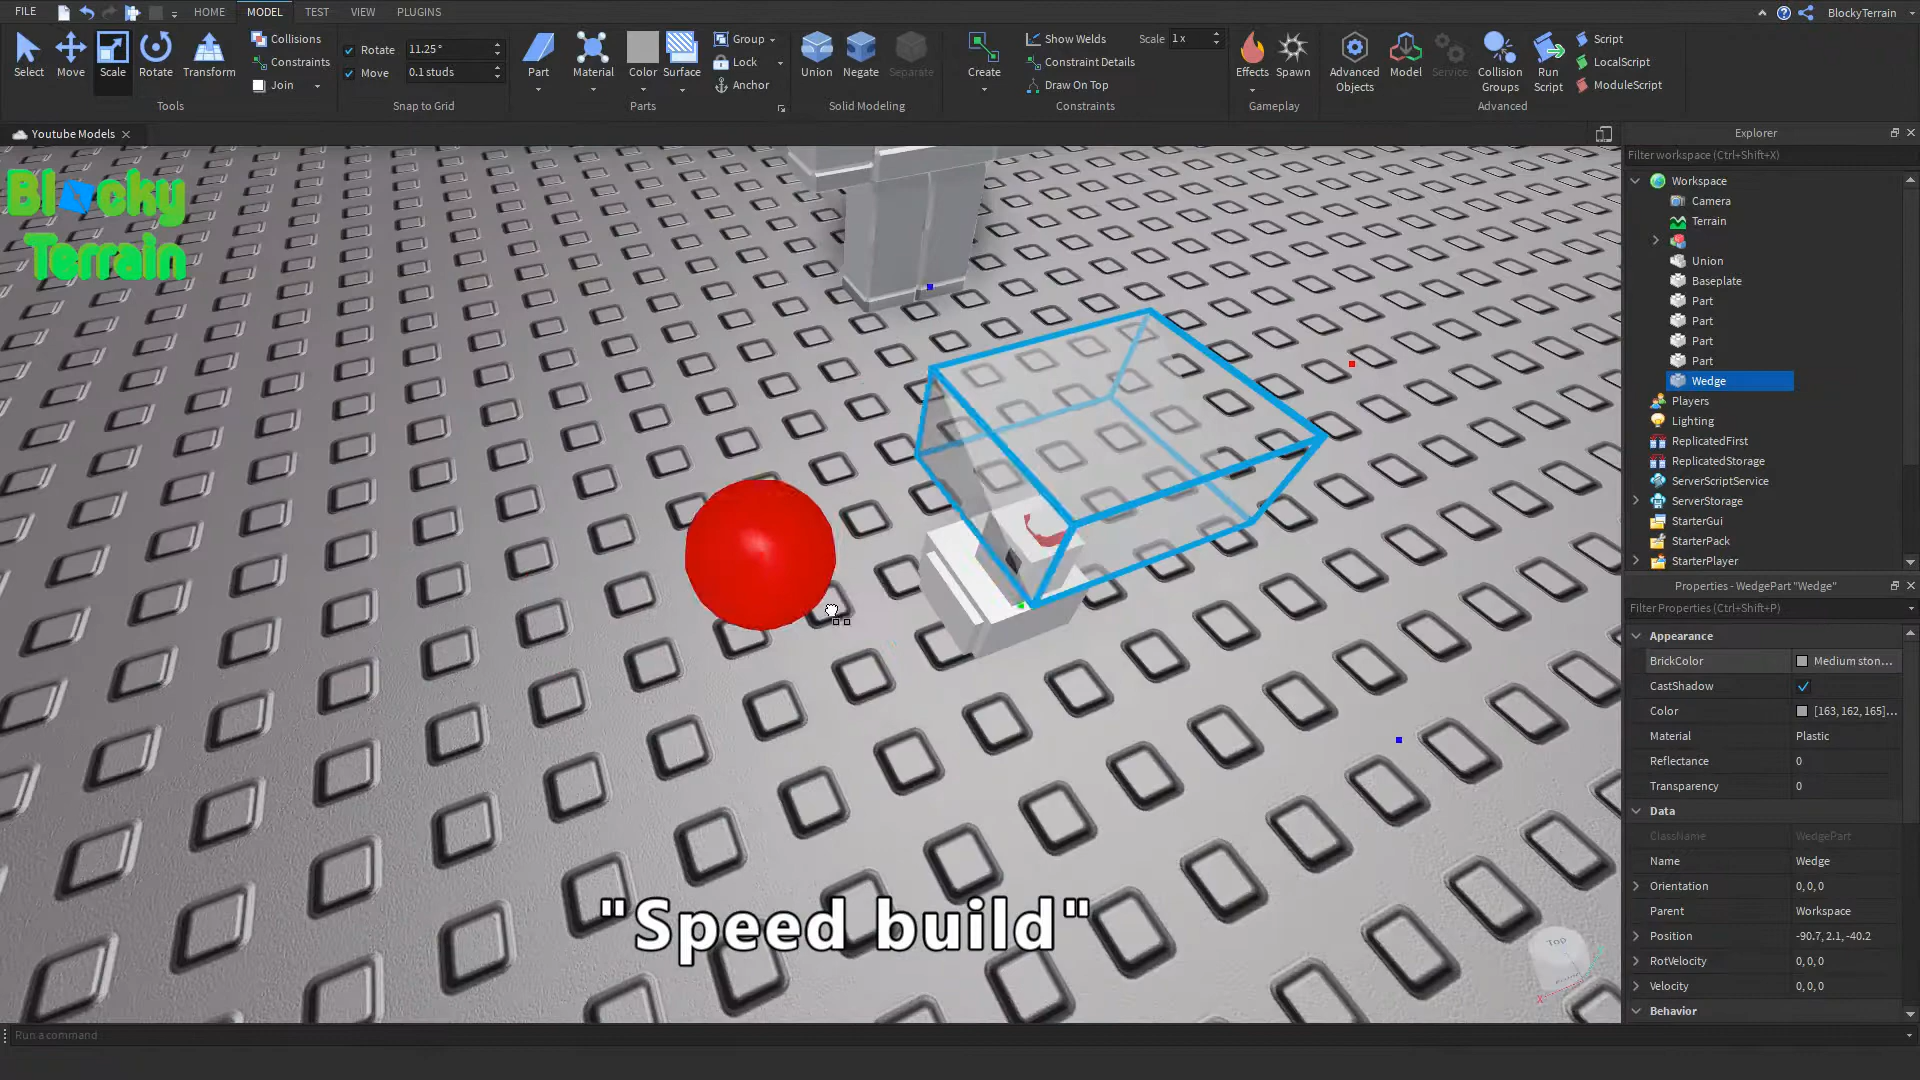 FILE HOME MODEL TEST VIEW PLUGINS BlockyTerrain
Select Move Scale Rotate Transform
Tools
Collisions
Constraints
Join
Rotate 11.25 °
Move 0.1 studs
Snap to Grid
Part Material Color Surface
Group
Lock
Anchor
Parts
Union Negate Separate
Solid Modeling
Create
Show Welds
Constraint Details
Draw On Top
Scale 1 x
Constraints
Effects Spawn
Gameplay
Advanced Objects
Model
Service
Collision Groups
Run Script
Script
LocalScript
ModuleScript
Advanced
Youtube Models
Blocky
Terrain
"Speed build"
Top
X
Run a command
Explorer
Filter workspace (Ctrl+Shift+X)
Workspace
Camera
Terrain
Union
Baseplate
Part
Part
Part
Part
Wedge
Players
Lighting
ReplicatedFirst
ReplicatedStorage
ServerScriptService
ServerStorage
StarterGui
StarterPack
StarterPlayer
Properties - WedgePart "Wedge"
Filter Properties (Ctrl+Shift+P)
Appearance
BrickColor Medium ston...
CastShadow
Color [163, 162, 165]...
Material Plastic
Reflectance 0
Transparency 0
Data
ClassName WedgePart
Name Wedge
Orientation 0, 0, 0
Parent Workspace
Position -90.7, 2.1, -40.2
RotVelocity 0, 0, 0
Velocity 0, 0, 0
Behavior